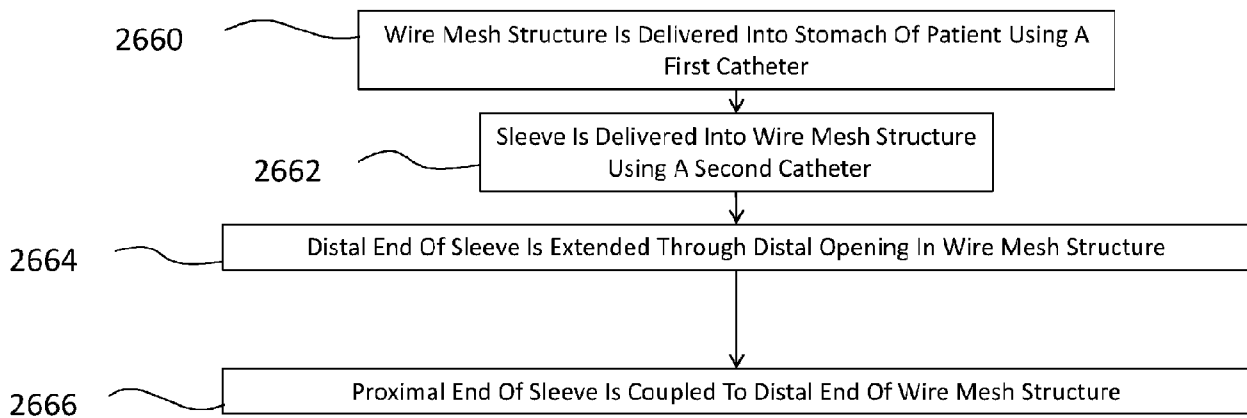 2660
Wire Mesh Structure Is Delivered Into Stomach Of Patient Using A
First Catheter
2662
Sleeve Is Delivered Into Wire Mesh Structure
Using A Second Catheter
2664
Distal End Of Sleeve Is Extended Through Distal Opening In Wire Mesh Structure
2666
Proximal End Of Sleeve Is Coupled To Distal End Of Wire Mesh Structure